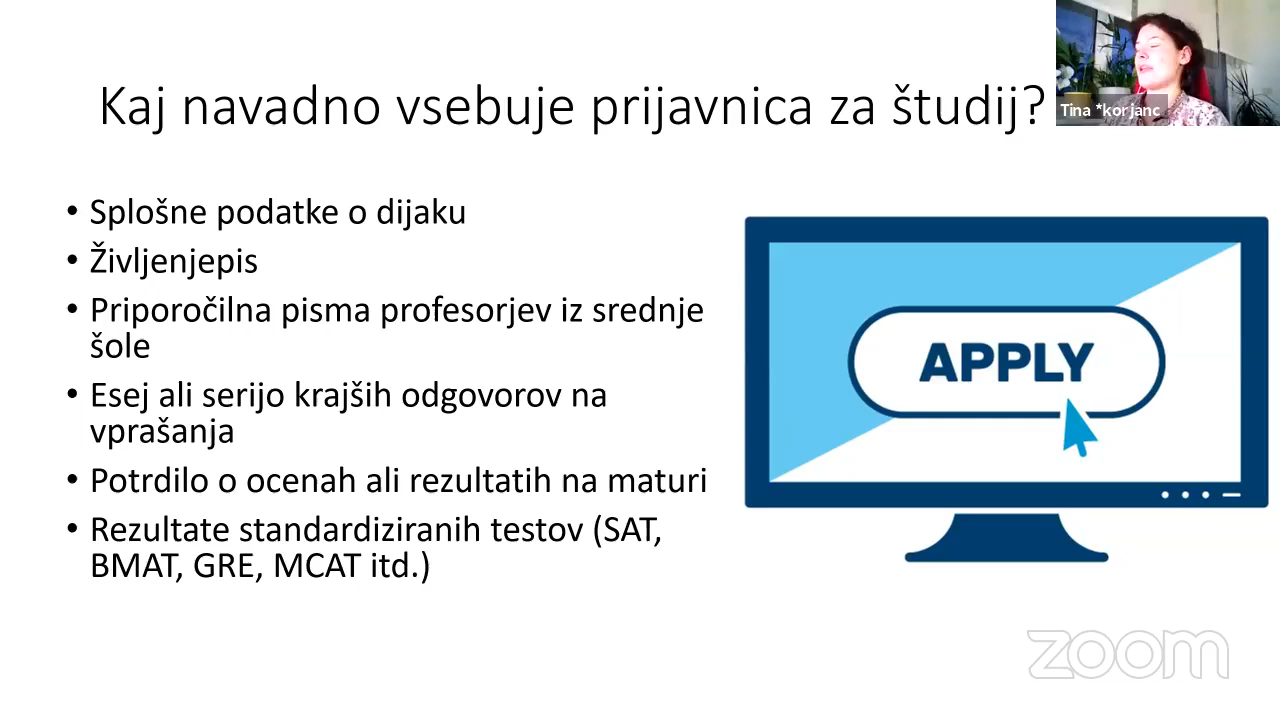 Kaj navadno vsebuje prijavnica za študij?
Tina *korjanc
• Splošne podatke o dijaku
• Življenjepis
• Priporočilna pisma profesorjev iz srednje
šole
• Esej ali serijo krajših odgovorov na
vprašanja
• Potrdilo o ocenah ali rezultatih na maturi
• Rezultate standardiziranih testov (SAT,
BMAT, GRE, MCAT itd.)
APPLY
zoom